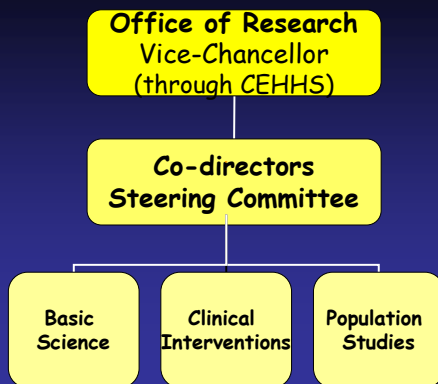 Office of Research
Vice-Chancellor
(through CEHHS)
Co-directors
Steering Committee
Basic
Science
Clinical
Interventions
Population
Studies